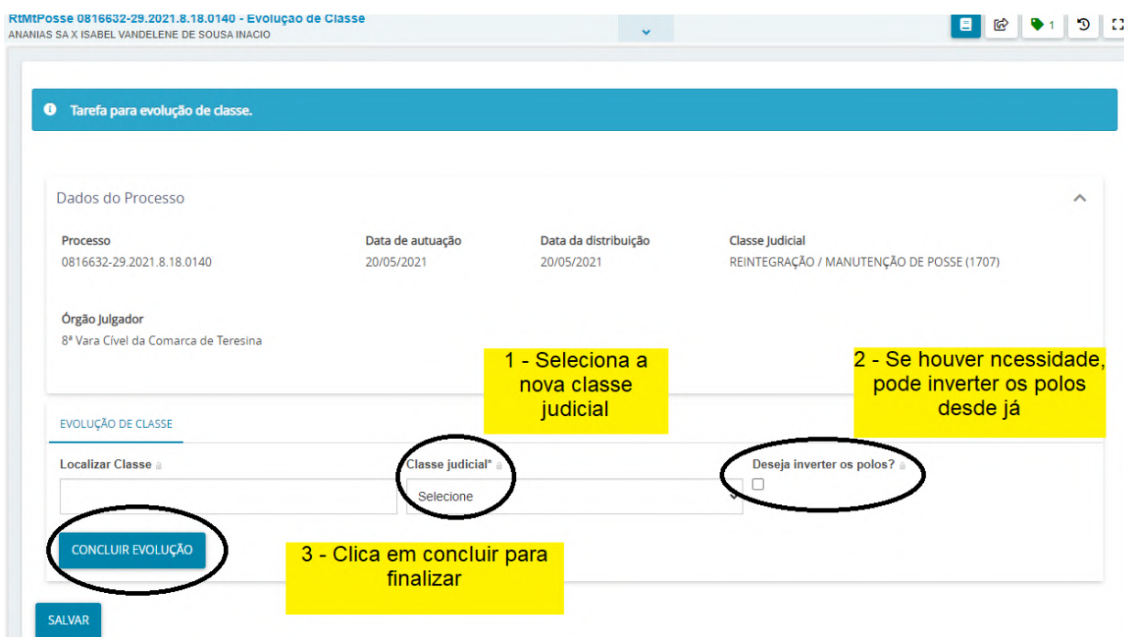 RtMtPosse 0816632-29.2021.8.18.0140 - Evolução de Classe
ANANIAS SA X ISABEL VANDELENE DE SOUSA INACIO
1
Tarefa para evolução de classe.
Dados do Processo
Processo
Data de autuação
Data da distribuição
Classe Judicial
0816632-29.2021.8.18.0140
20/05/2021
20/05/2021
REINTEGRAÇÃO / MANUTENÇÃO DE POSSE (1707)
Órgão Julgador
8ª Vara Cível da Comarca de Teresina
1 - Seleciona a
nova classe
judicial
2 - Se houver ncessidade,
pode inverter os polos
desde já
EVOLUÇÃO DE CLASSE
Localizar Classe
Classe judicial*
Deseja inverter os polos?
Selecione
CONCLUIR EVOLUÇÃO
3 - Clica em concluir para
finalizar
SALVAR